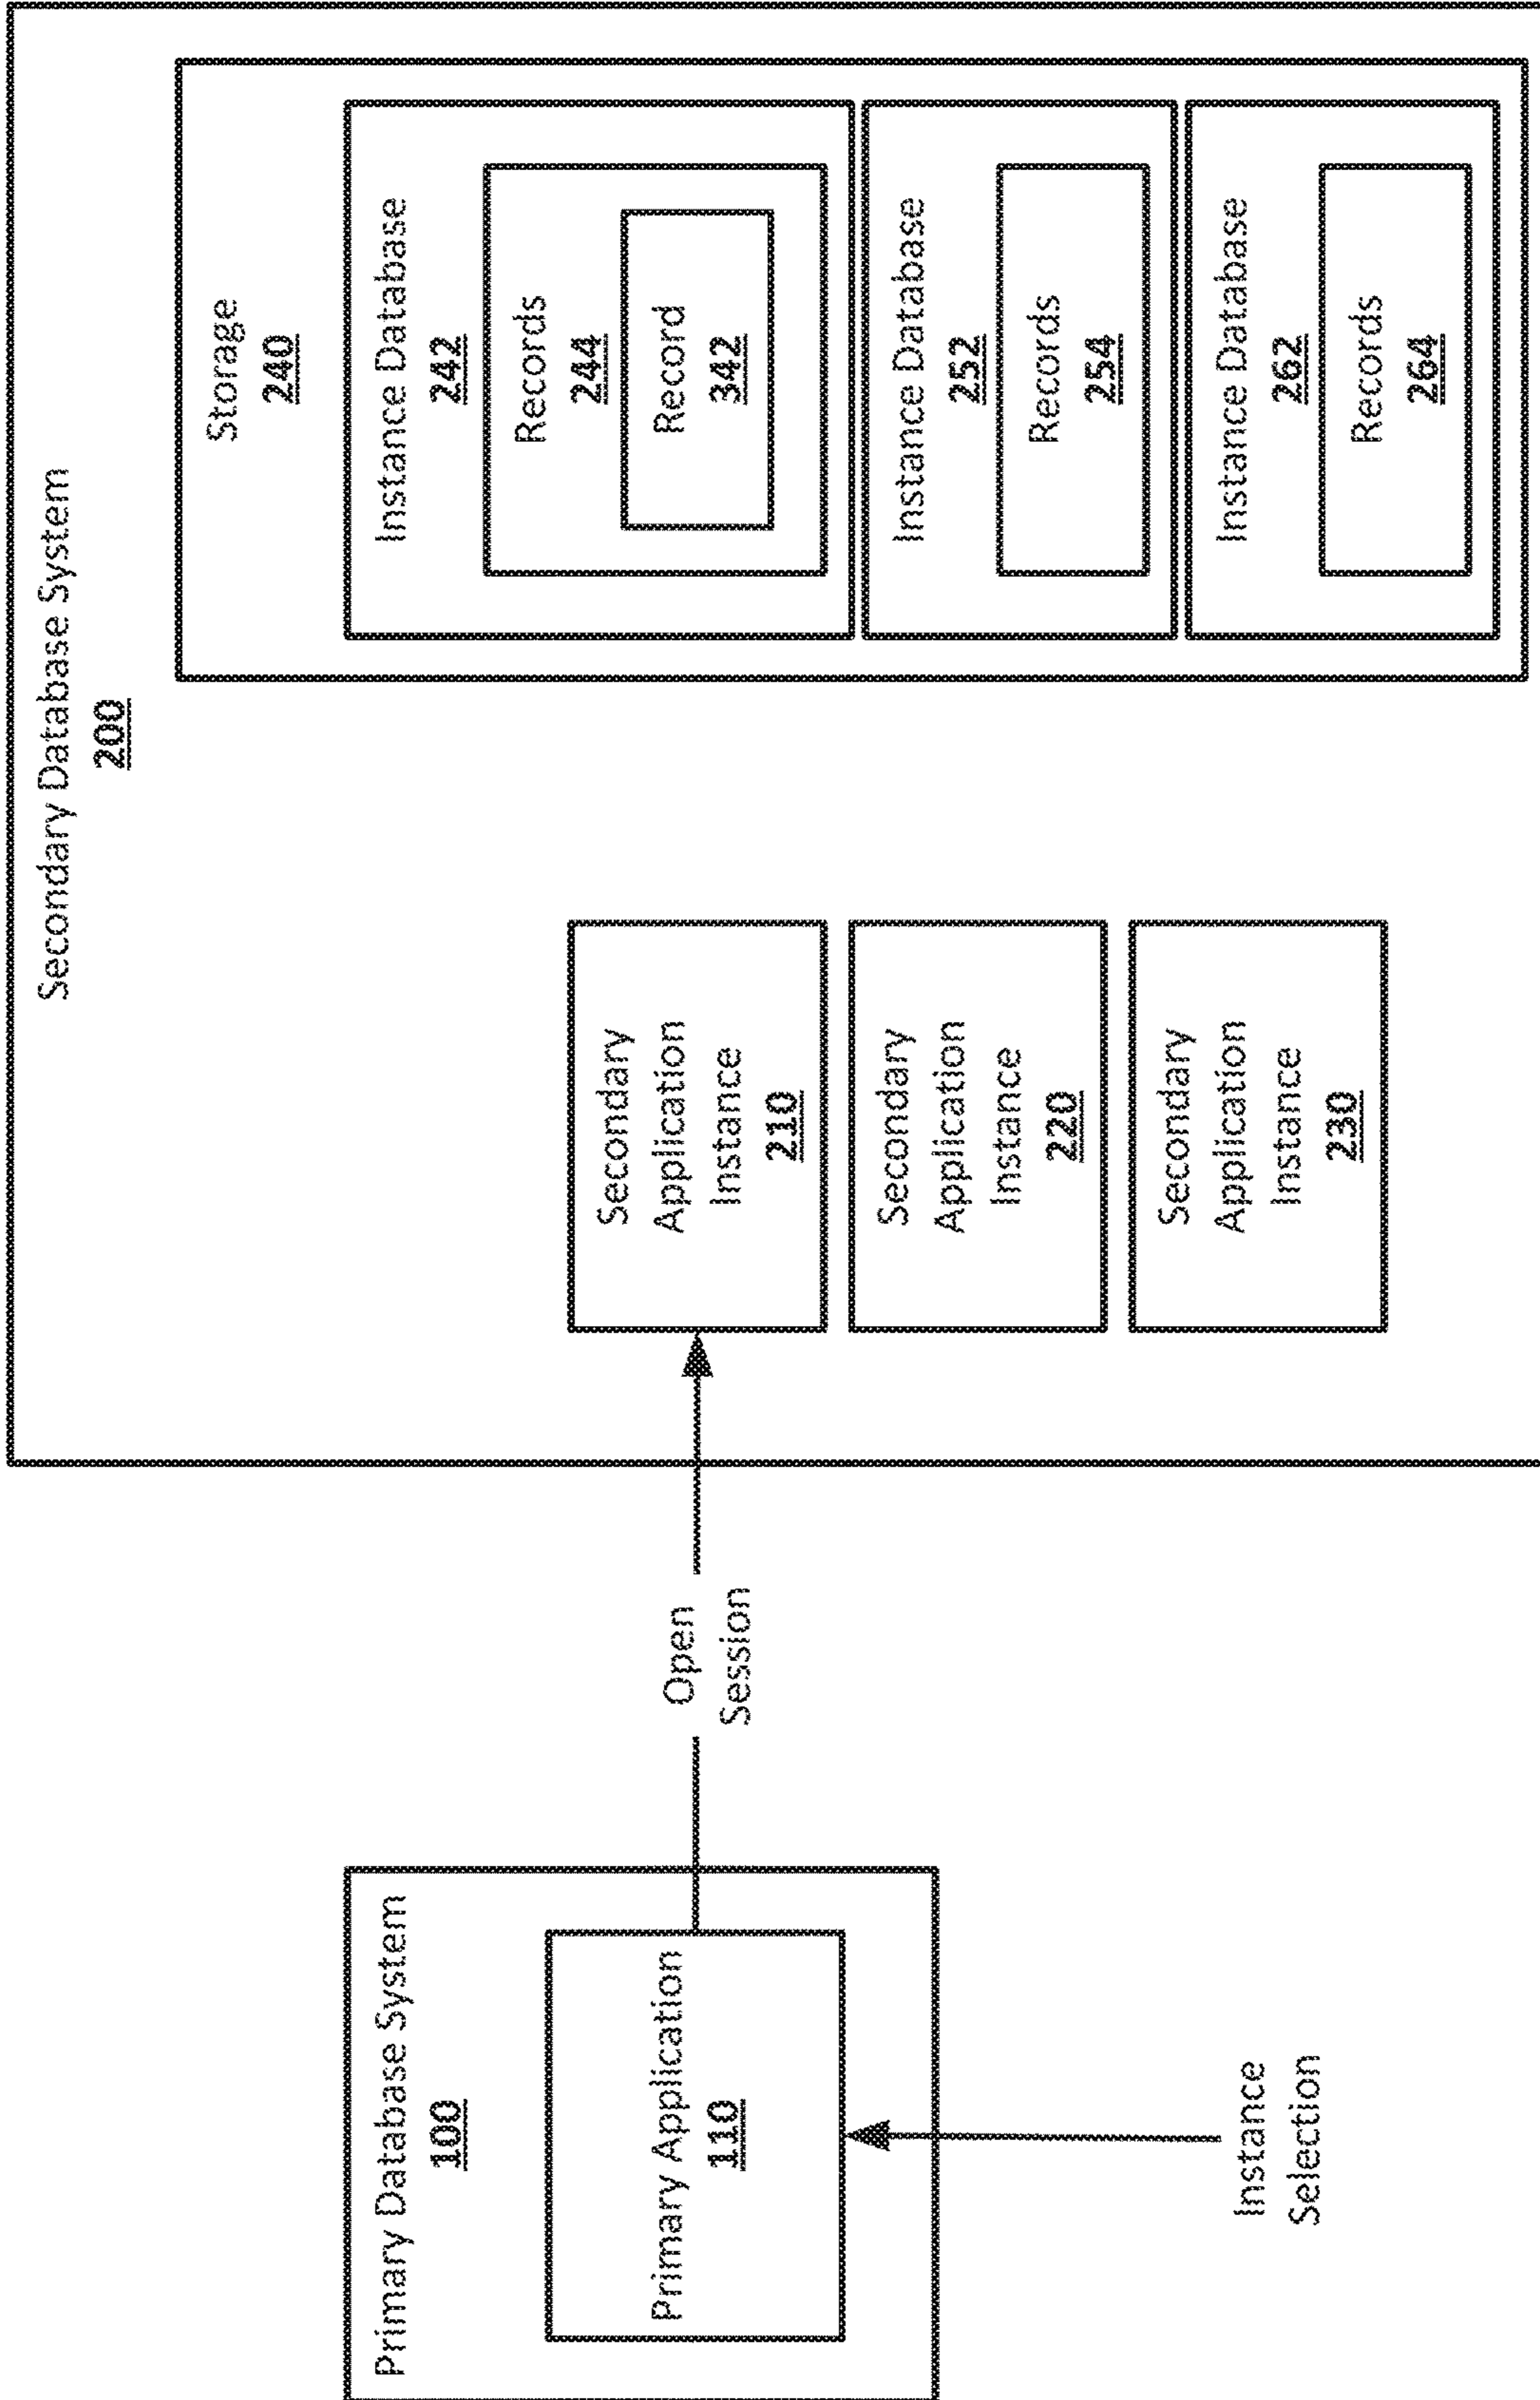 Primary Database System
100
Primary Application
110
Instance
Selection
Open
Session
Secondary Database System
200
Secondary
Application
Instance
210
Secondary
Application
Instance
220
Secondary
Application
Instance
230
Storage
240
Instance Database
242
Records
244
Record
342
Instance Database
252
Records
254
Instance Database
262
Records
264